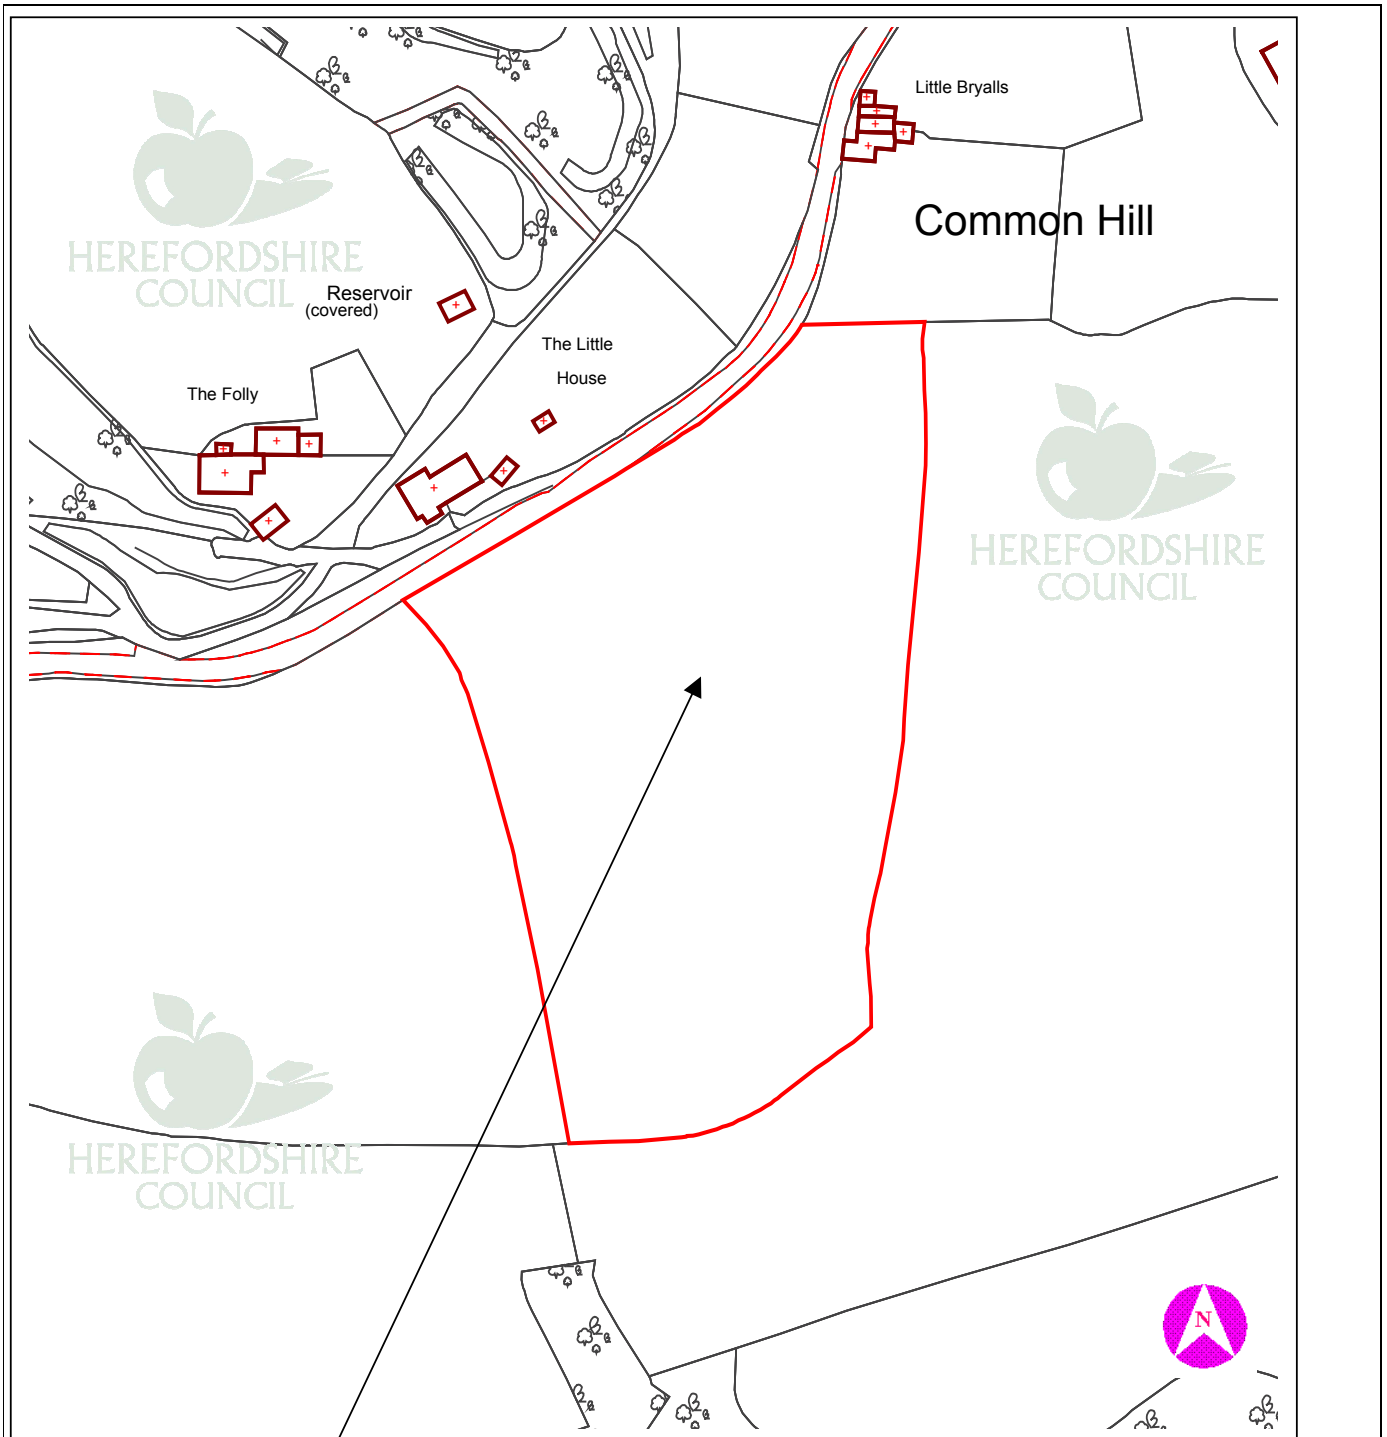 Little Bryalls
Common Hill
HEREFORDSHIRE
COUNCIL
Reservoir
(covered)
The Little
House
The Folly
HEREFORDSHIRE
COUNCIL
HEREFORDSHIRE
COUNCIL
N